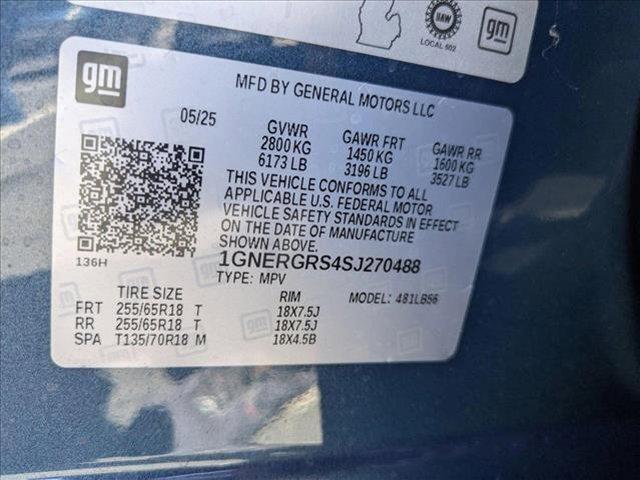 UAW
LOCAL 602
gm
gm
MFD BY GENERAL MOTORS LLC
05/25
GVWR GAWR FRT GAWR RR
2800 KG 1450 KG 1600 KG
6173 LB 3196 LB 3527 LB
THIS VEHICLE CONFORMS TO ALL
APPLICABLE U.S. FEDERAL MOTOR
VEHICLE SAFETY STANDARDS IN EFFECT
ON THE DATE OF MANUFACTURE
SHOWN ABOVE.
136H
1GNERGRS4SJ270488
TYPE: MPV
TIRE SIZE RIM MODEL: 481LB56
FRT 255/65R18 T 18X7.5J
RR 255/65R18 T 18X7.5J
SPA T135/70R18 M 18X4.5B